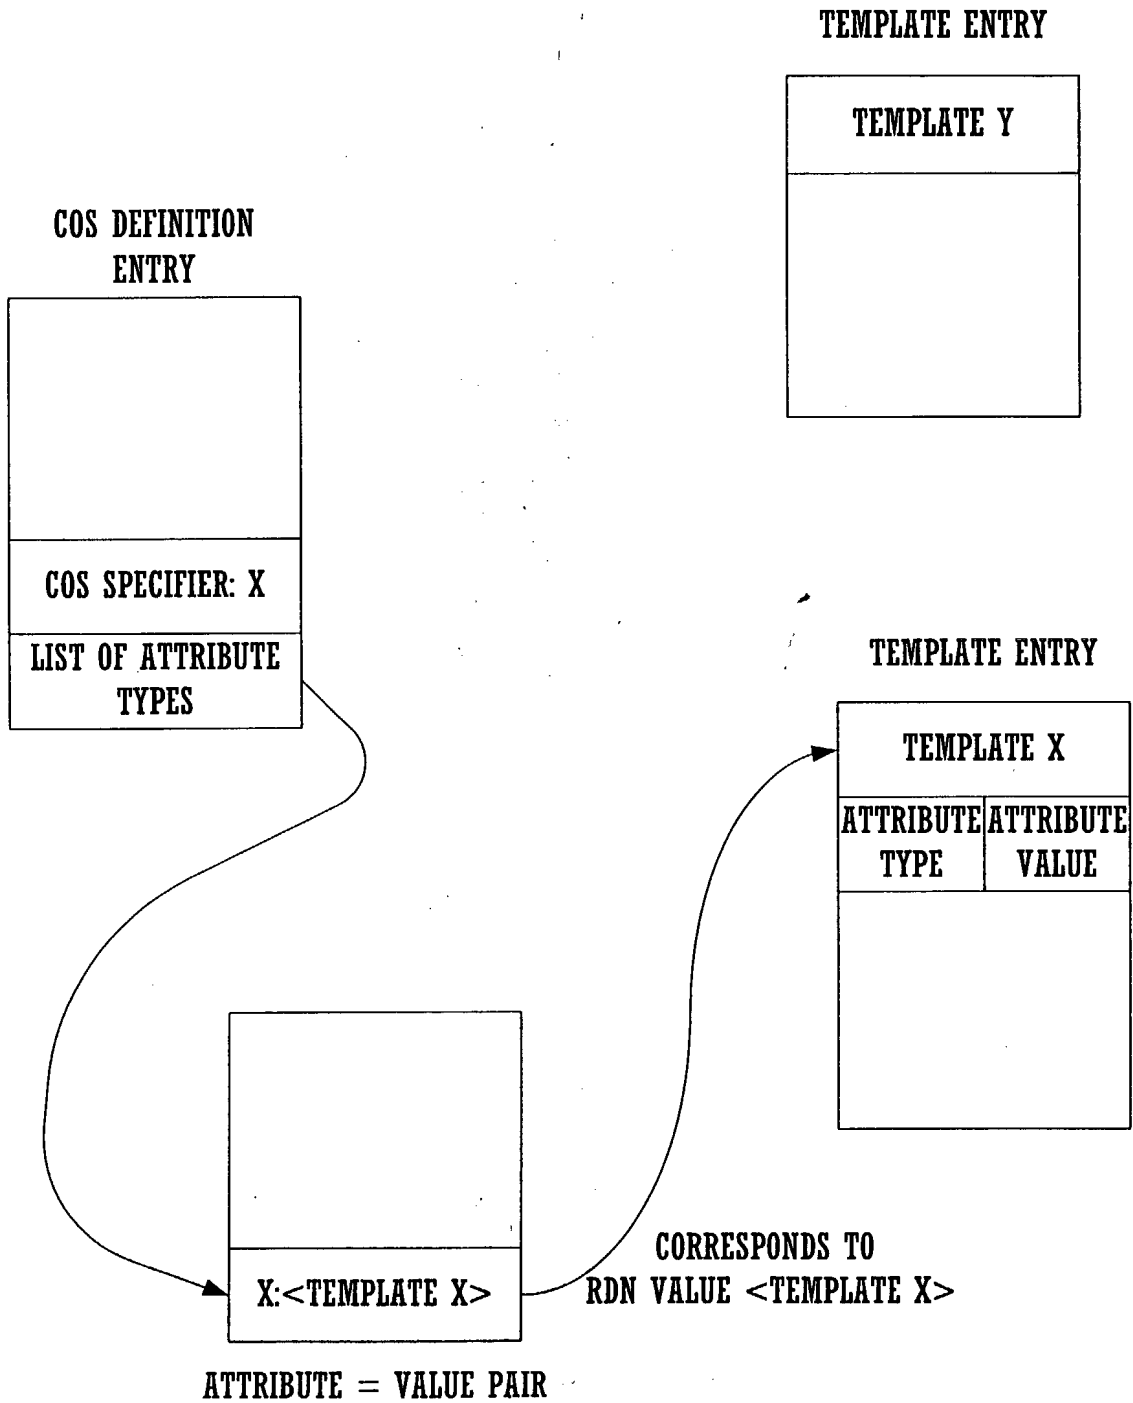 TEMPLATE ENTRY
TEMPLATE Y
COS DEFINITION
ENTRY
COS SPECIFIER: X
LIST OF ATTRIBUTE
TYPES
TEMPLATE ENTRY
TEMPLATE X
ATTRIBUTE
TYPE
ATTRIBUTE
VALUE
X:<TEMPLATE X>
CORRESPONDS TO
RDN VALUE <TEMPLATE X>
ATTRIBUTE = VALUE PAIR